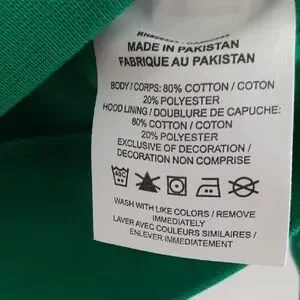 MADE IN PAKISTAN
FABRIQUE AU PAKISTAN
BODY / CORPS: 80% COTTON / COTON
20% POLYESTER
HOOD LINING / DOUBLURE DE CAPUCHE:
80% COTTON / COTON
20% POLYESTER
EXCLUSIVE OF DECORATION /
DECORATION NON COMPRISE
40C
WASH WITH LIKE COLORS / REMOVE
IMMEDIATELY
LAVER AVEC COULEURS SIMILAIRES /
ENLEVER IMMEDIATEMENT